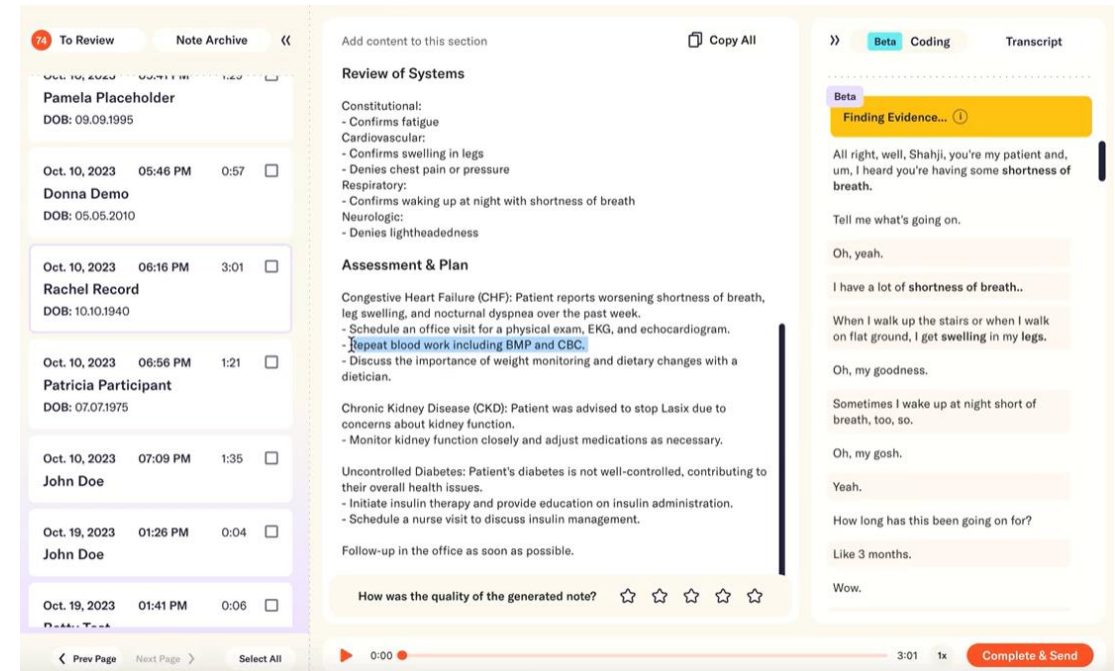 74 To Review Note Archive
Oct. 10, 2023 05:41 PM 1:29
Pamela Placeholder
DOB: 09.09.1995
Oct. 10, 2023 05:46 PM 0:57
Donna Demo
DOB: 05.05.2010
Oct. 10, 2023 06:16 PM 3:01
Rachel Record
DOB: 10.10.1940
Oct. 10, 2023 06:56 PM 1:21
Patricia Participant
DOB: 07.07.1975
Oct. 10, 2023 07:09 PM 1:35
John Doe
Oct. 19, 2023 01:26 PM 0:04
John Doe
Oct. 19, 2023 01:41 PM 0:06
Betty Test
Prev Page Next Page Select All
Add content to this section Copy All
Review of Systems
Constitutional:
- Confirms fatigue
Cardiovascular:
- Confirms swelling in legs
- Denies chest pain or pressure
Respiratory:
- Confirms waking up at night with shortness of breath
Neurologic:
- Denies lightheadedness
Assessment & Plan
Congestive Heart Failure (CHF): Patient reports worsening shortness of breath,
leg swelling, and nocturnal dyspnea over the past week.
- Schedule an office visit for a physical exam, EKG, and echocardiogram.
- Repeat blood work including BMP and CBC.
- Discuss the importance of weight monitoring and dietary changes with a
dietician.
Chronic Kidney Disease (CKD): Patient was advised to stop Lasix due to
concerns about kidney function.
- Monitor kidney function closely and adjust medications as necessary.
Uncontrolled Diabetes: Patient's diabetes is not well-controlled, contributing to
their overall health issues.
- Initiate insulin therapy and provide education on insulin administration.
- Schedule a nurse visit to discuss insulin management.
Follow-up in the office as soon as possible.
How was the quality of the generated note?
0:00 3:01 1x Complete & Send
Beta Coding Transcript
Beta
Finding Evidence...
All right, well, Shahji, you're my patient and,
um, I heard you're having some shortness of
breath.
Tell me what's going on.
Oh, yeah.
I have a lot of shortness of breath..
When I walk up the stairs or when I walk
on flat ground, I get swelling in my legs.
Oh, my goodness.
Sometimes I wake up at night short of
breath, too, so.
Oh, my gosh.
Yeah.
How long has this been going on for?
Like 3 months.
Wow.